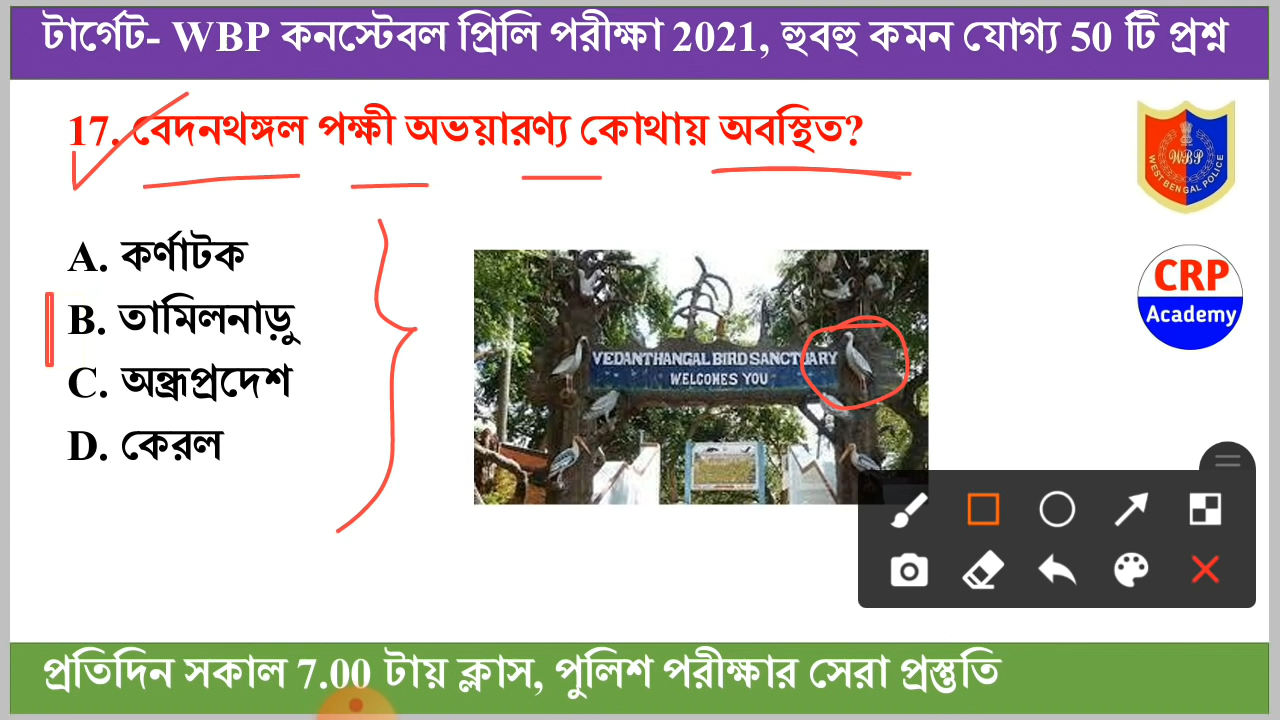 টার্গেট- WBP কনস্টেবল প্রিলি পরীক্ষা 2021, হুবহু কমন যোগ্য 50 টি প্রশ্ন
17. বেদনথঙ্গল পক্ষী অভয়ারণ্য কোথায় অবস্থিত?
A. কর্ণাটক
B. তামিলনাড়ু
C. অন্ধ্রপ্রদেশ
D. কেরল
VEDANTHANGAL BIRD SANCTUARY
WELCOMES YOU
WBP
WEST BENGAL POLICE
CRP
Academy
প্রতিদিন সকাল 7.00 টায় ক্লাস, পুলিশ পরীক্ষার সেরা প্রস্তুতি